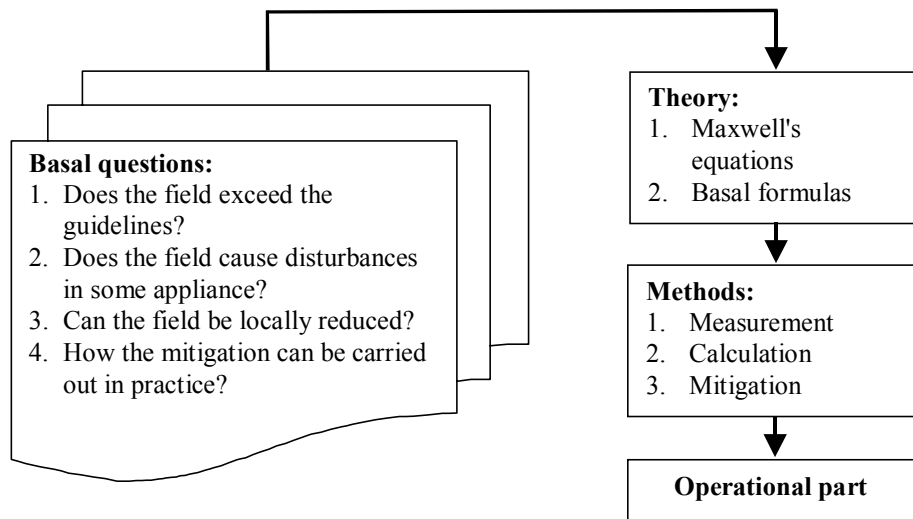 Basal questions:
1. Does the field exceed the
guidelines?
2. Does the field cause disturbances
in some appliance?
3. Can the field be locally reduced?
4. How the mitigation can be carried
out in practice?
Theory:
1. Maxwell's
equations
2. Basal formulas
Methods:
1. Measurement
2. Calculation
3. Mitigation
Operational part